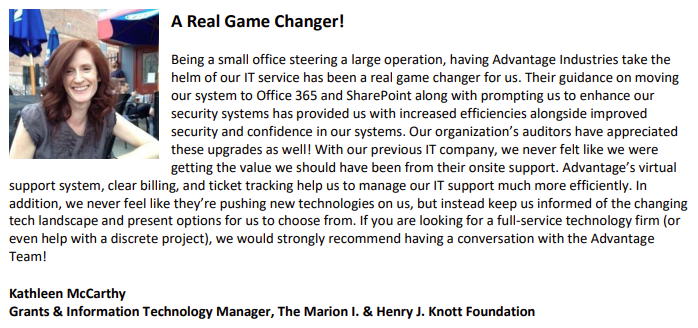 A Real Game Changer!
Being a small office steering a large operation, having Advantage Industries take the
helm of our IT service has been a real game changer for us. Their guidance on moving
our system to Office 365 and SharePoint along with prompting us to enhance our
security systems has provided us with increased efficiencies alongside improved
security and confidence in our systems. Our organization’s auditors have appreciated
these upgrades as well! With our previous IT company, we never felt like we were
getting the value we should have been from their onsite support. Advantage’s virtual
support system, clear billing, and ticket tracking help us to manage our IT support much more efficiently. In
addition, we never feel like they’re pushing new technologies on us, but instead keep us informed of the changing
tech landscape and present options for us to choose from. If you are looking for a full-service technology firm (or
even help with a discrete project), we would strongly recommend having a conversation with the Advantage
Team!
Kathleen McCarthy
Grants & Information Technology Manager, The Marion I. & Henry J. Knott Foundation